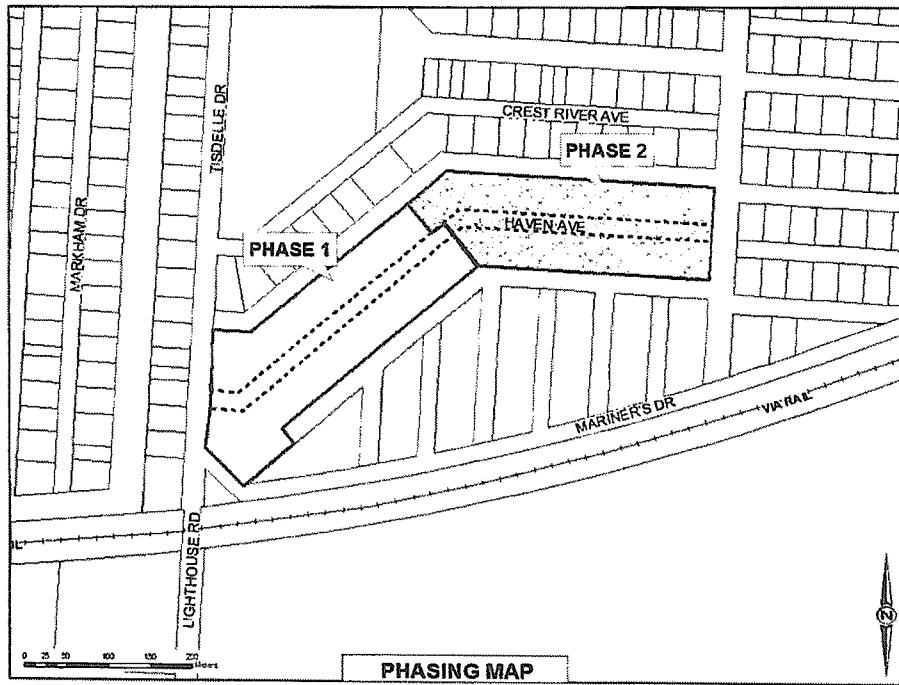 CREST RIVER AVE
PHASE 2
TISDELLE DR
MARKHAM DR
HAVEN AVE
PHASE 1
MARINER'S DR
VIA RAIL
LIGHTHOUSE RD
0 25 50 100 150 200
Meters
PHASING MAP